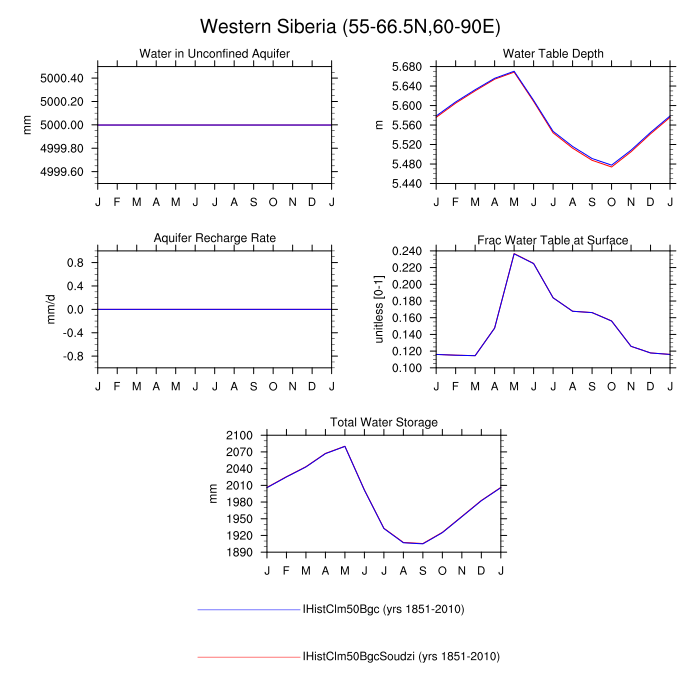 Western Siberia (55-66.5N,60-90E)
Water in Unconfined Aquifer
5000.40
5000.20
5000.00
4999.80
4999.60
mm
J F M A M J J A S O N D J
Water Table Depth
5.680
5.640
5.600
5.560
5.520
5.480
5.440
m
J F M A M J J A S O N D J
Aquifer Recharge Rate
0.8
0.4
0.0
-0.4
-0.8
mm/d
J F M A M J J A S O N D J
Frac Water Table at Surface
0.240
0.220
0.200
0.180
0.160
0.140
0.120
0.100
unitless [0-1]
J F M A M J J A S O N D J
Total Water Storage
2100
2070
2040
2010
1980
1950
1920
1890
mm
J F M A M J J A S O N D J
IHistClm50Bgc (yrs 1851-2010)
IHistClm50BgcSoudzi (yrs 1851-2010)